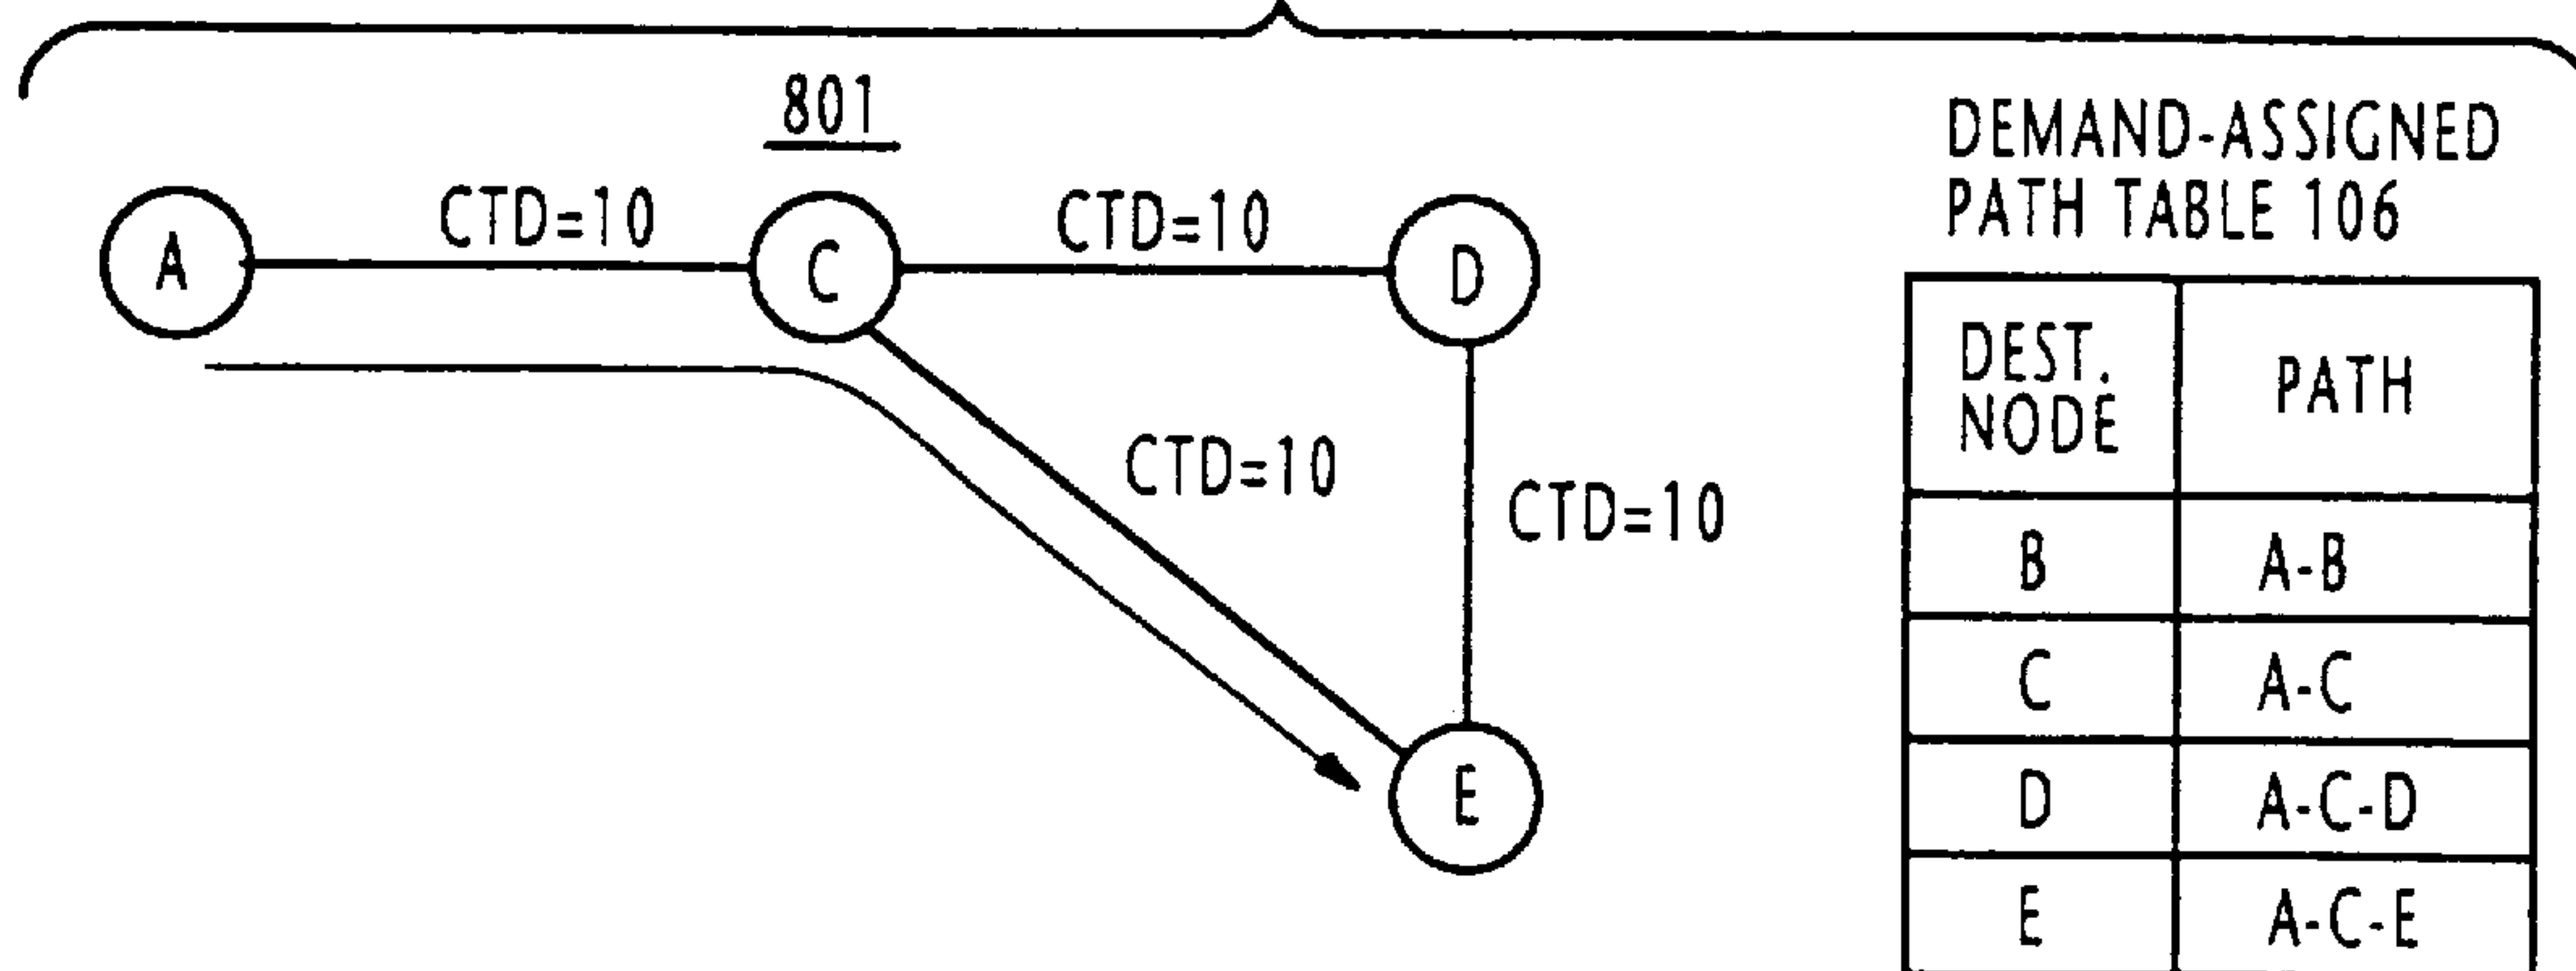 801
A
CTD=10
C
CTD=10
D
CTD=10
CTD=10
E
DEMAND-ASSIGNED
PATH TABLE 106
DEST.
NODE
PATH
B
A-B
C
A-C
D
A-C-D
E
A-C-E